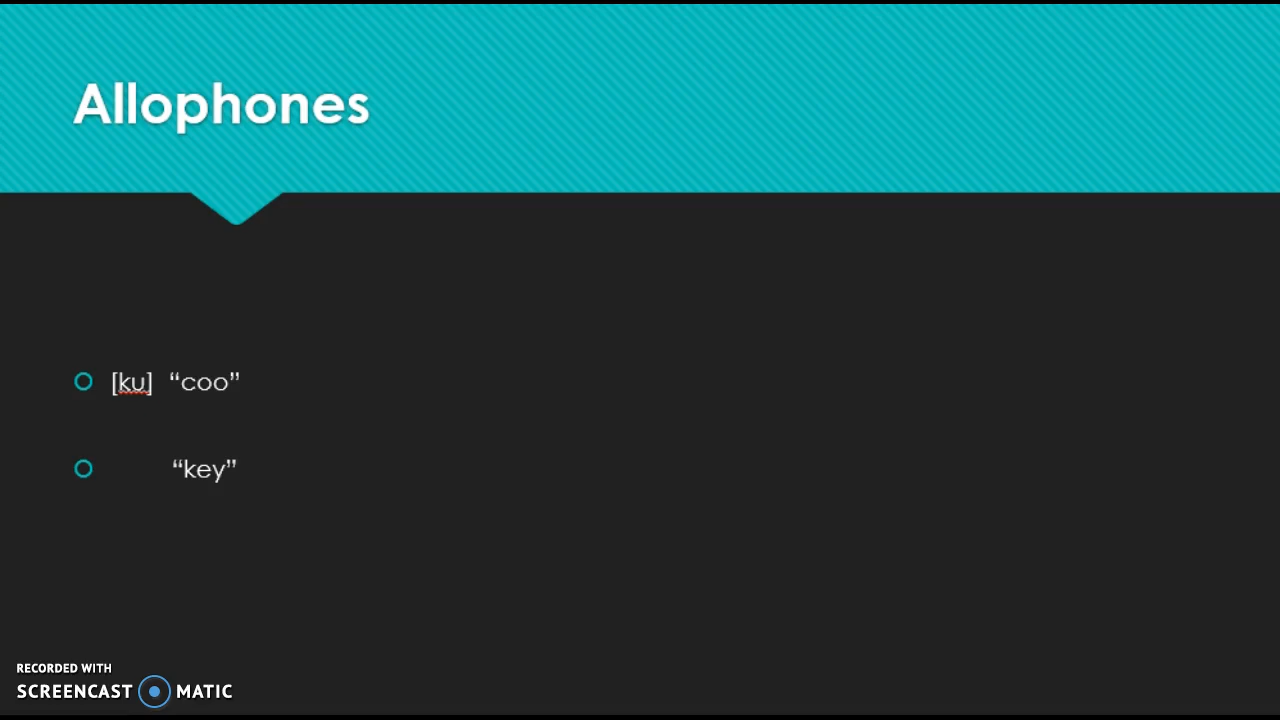 Allophones
[ku] “coo”
“key”
RECORDED WITH
SCREENCAST MATIC